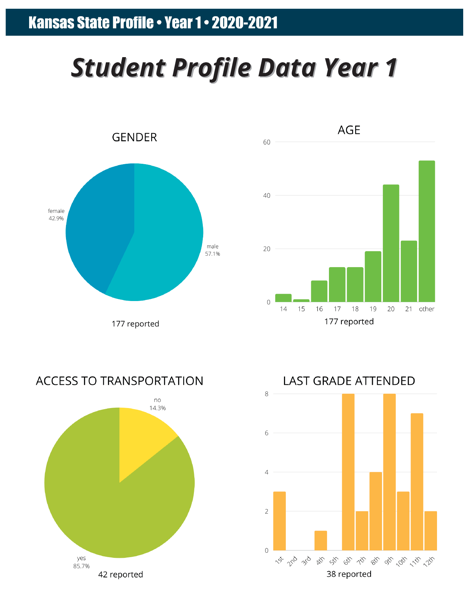 Kansas State Profile • Year 1 • 2020-2021
Student Profile Data Year 1
GENDER
female
42.9%
male
57.1%
177 reported
AGE
60
40
20
0
14 15 16 17 18 19 20 21 other
177 reported
ACCESS TO TRANSPORTATION
no
14.3%
yes
85.7%
42 reported
LAST GRADE ATTENDED
8
6
4
2
0
1st 2nd 3rd 4th 5th 6th 7th 8th 9th 10th 11th 12th
38 reported